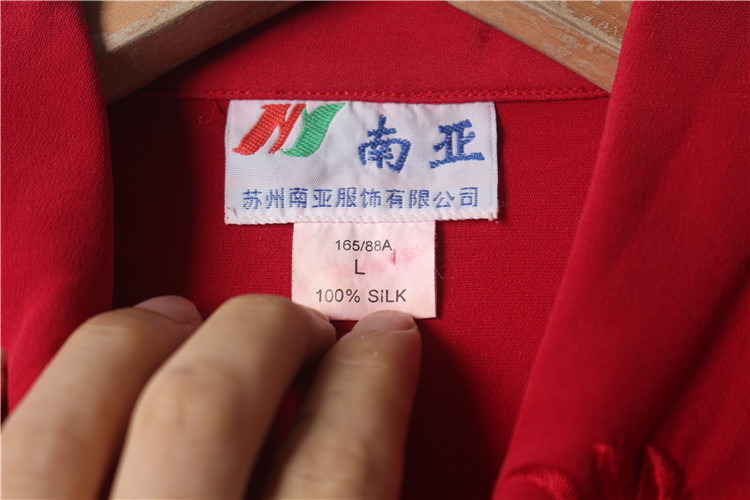 南亚
苏州南亚服饰有限公司
165/88A
L
100% SILK